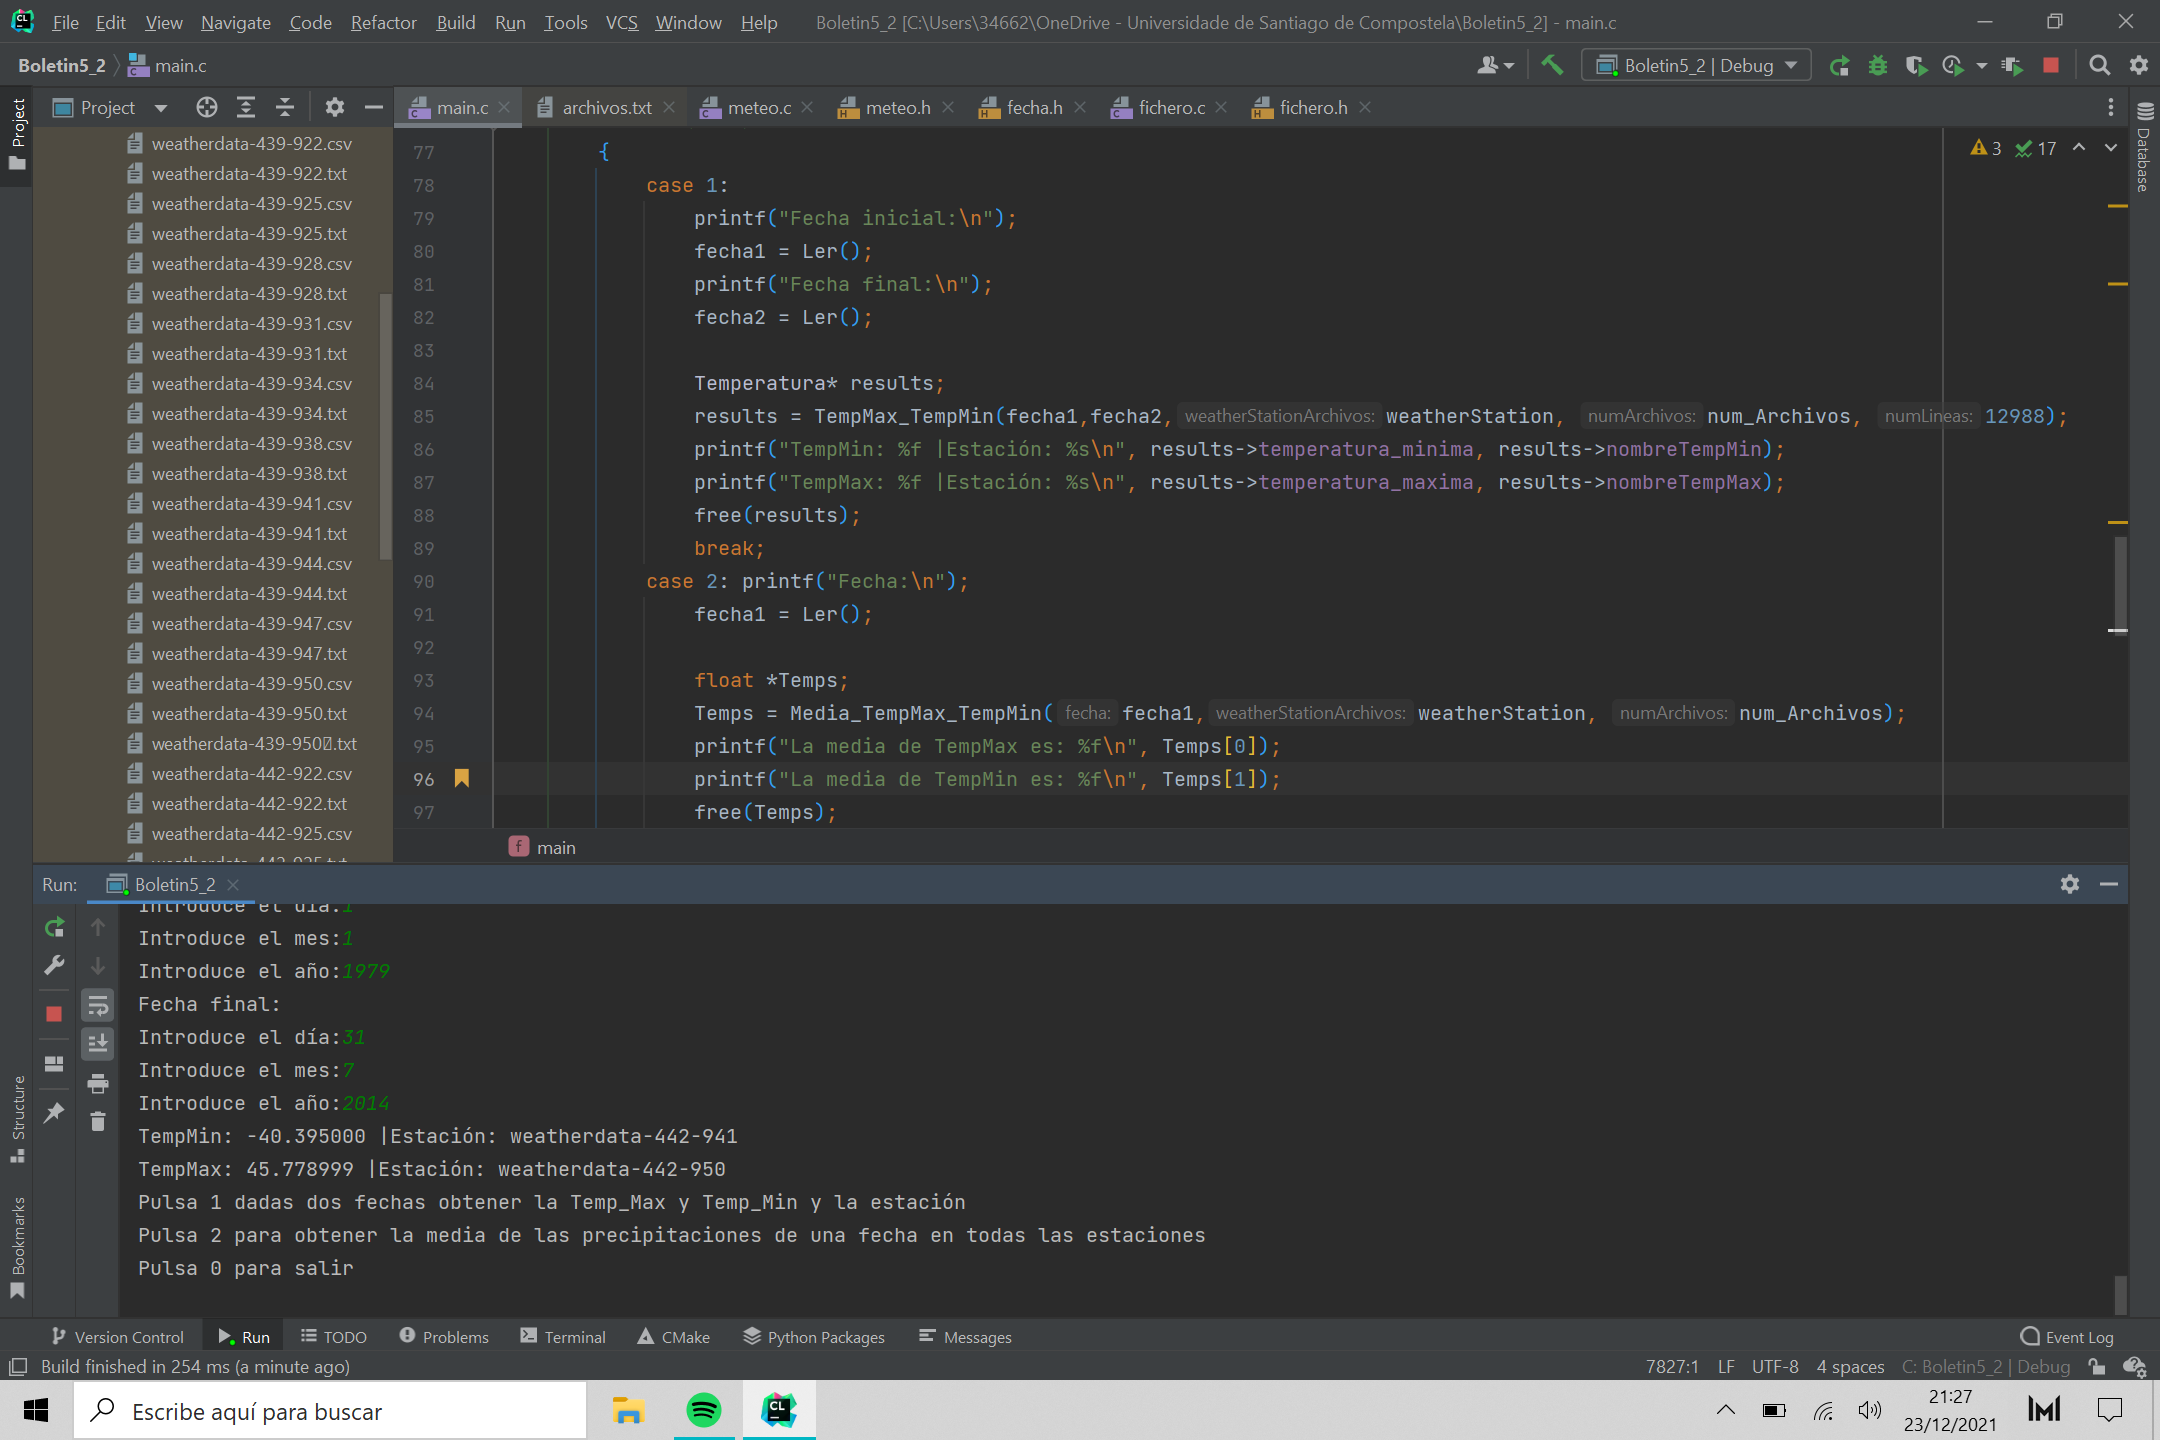 File Edit View Navigate Code Refactor Build Run Tools VCS Window Help Boletin5_2 [C:\Users\34662\OneDrive - Universidade de Santiago de Compostela\Boletin5_2] - main.c
Boletin5_2 main.c Boletin5_2 | Debug
Project main.c archivos.txt meteo.c meteo.h fecha.h fichero.c fichero.h
Project
Database
Structure
Bookmarks
weatherdata-439-922.csv
weatherdata-439-922.txt
weatherdata-439-925.csv
weatherdata-439-925.txt
weatherdata-439-928.csv
weatherdata-439-928.txt
weatherdata-439-931.csv
weatherdata-439-931.txt
weatherdata-439-934.csv
weatherdata-439-934.txt
weatherdata-439-938.csv
weatherdata-439-938.txt
weatherdata-439-941.csv
weatherdata-439-941.txt
weatherdata-439-944.csv
weatherdata-439-944.txt
weatherdata-439-947.csv
weatherdata-439-947.txt
weatherdata-439-950.csv
weatherdata-439-950.txt
weatherdata-439-950.txt
weatherdata-442-922.csv
weatherdata-442-922.txt
weatherdata-442-925.csv
3 17
77 {
78 case 1:
79 printf("Fecha inicial:\n");
80 fecha1 = Ler();
81 printf("Fecha final:\n");
82 fecha2 = Ler();
83
84 Temperatura* results;
85 results = TempMax_TempMin(fecha1,fecha2, weatherStationArchivos: weatherStation, numArchivos: num_Archivos, numLineas: 12988);
86 printf("TempMin: %f |Estación: %s\n", results->temperatura_minima, results->nombreTempMin);
87 printf("TempMax: %f |Estación: %s\n", results->temperatura_maxima, results->nombreTempMax);
88 free(results);
89 break;
90 case 2: printf("Fecha:\n");
91 fecha1 = Ler();
92
93 float *Temps;
94 Temps = Media_TempMax_TempMin( fecha: fecha1, weatherStationArchivos: weatherStation, numArchivos: num_Archivos);
95 printf("La media de TempMax es: %f\n", Temps[0]);
96 printf("La media de TempMin es: %f\n", Temps[1]);
97 free(Temps);
f main
Run: Boletin5_2
Introduce el día:1
Introduce el mes:1
Introduce el año:1979
Fecha final:
Introduce el día:31
Introduce el mes:7
Introduce el año:2014
TempMin: -40.395000 |Estación: weatherdata-442-941
TempMax: 45.778999 |Estación: weatherdata-442-950
Pulsa 1 dadas dos fechas obtener la Temp_Max y Temp_Min y la estación
Pulsa 2 para obtener la media de las precipitaciones de una fecha en todas las estaciones
Pulsa 0 para salir
Version Control Run TODO Problems Terminal CMake Python Packages Messages Event Log
Build finished in 254 ms (a minute ago) 7827:1 LF UTF-8 4 spaces C: Boletin5_2 | Debug
Escribe aquí para buscar
21:27
23/12/2021